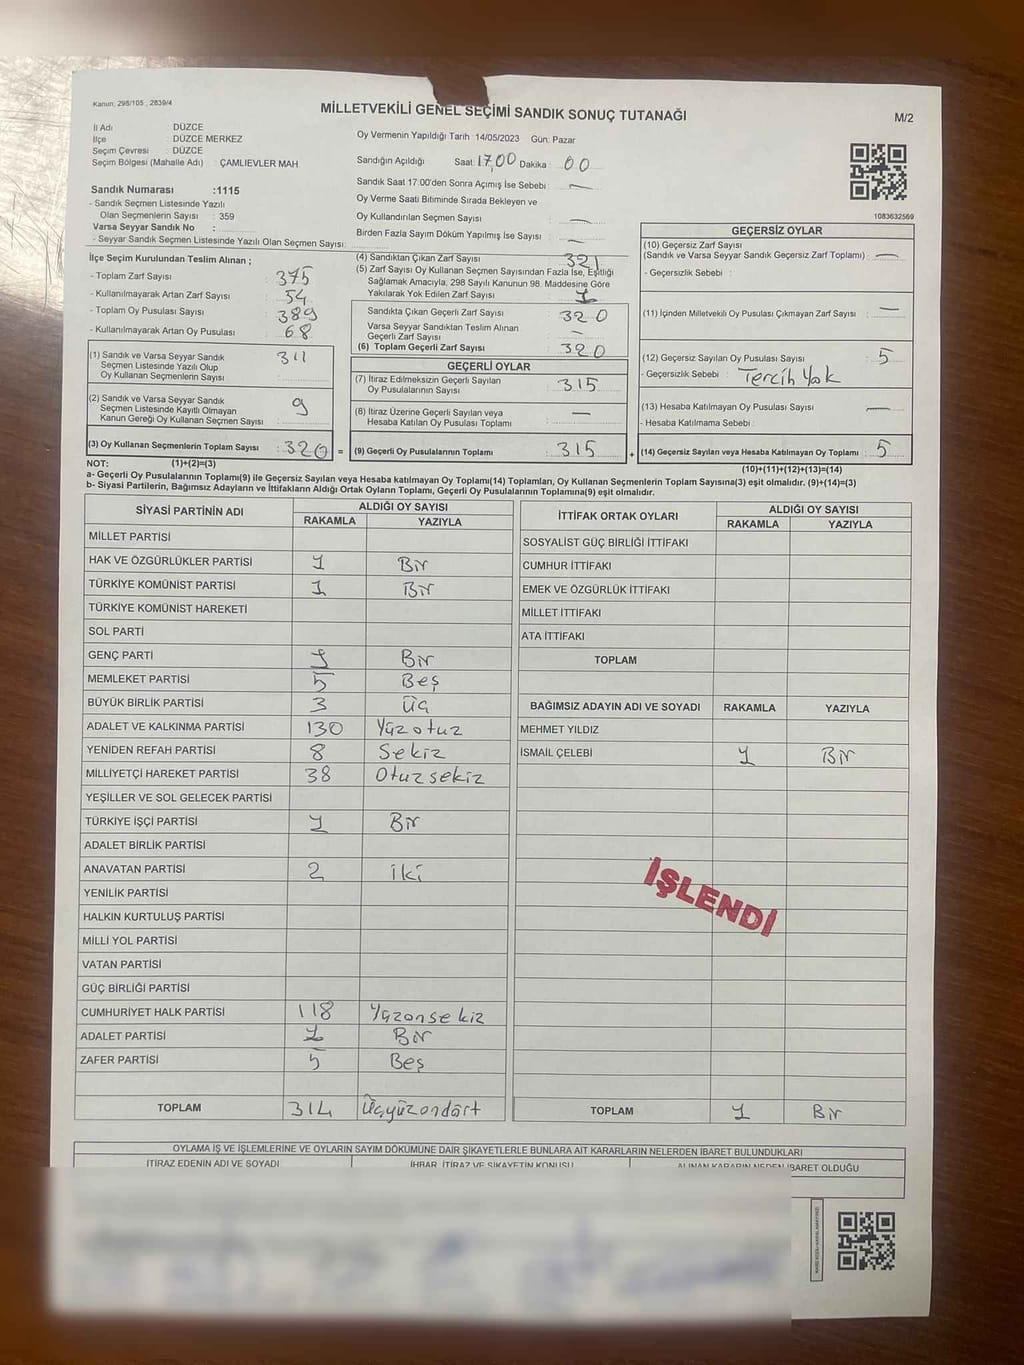 Kanun, 298/105 , 2839/4
MİLLETVEKİLİ GENEL SEÇİMİ SANDIK SONUÇ TUTANAĞI
M/2
İl Adı DÜZCE
İlçe DÜZCE MERKEZ
Seçim Çevresi : DÜZCE
Seçim Bölgesi (Mahalle Adı) : ÇAMLIEVLER MAH
Sandık Numarası :1115
- Sandık Seçmen Listesinde Yazılı
Olan Seçmenlerin Sayısı : 359
Varsa Seyyar Sandık No :
- Seyyar Sandık Seçmen Listesinde Yazılı Olan Seçmen Sayısı:
Oy Vermenin Yapıldığı Tarih :14/05/2023 Gün: Pazar
Sandığın Açıldığı Saat: 17,00 Dakika : 00
Sandık Saat 17:00'den Sonra Açımış İse Sebebi : —
Oy Verme Saati Bitiminde Sırada Bekleyen ve
Oy Kullandırılan Seçmen Sayısı : —
Birden Fazla Sayım Döküm Yapılmış İse Sayısı : —
1083632569
İlçe Seçim Kurulundan Teslim Alınan ;
- Toplam Zarf Sayısı : 375
- Kullanılmayarak Artan Zarf Sayısı : 54
- Toplam Oy Pusulası Sayısı : 389
- Kullanılmayarak Artan Oy Pusulası : 68
(1) Sandık ve Varsa Seyyar Sandık
Seçmen Listesinde Yazılı Olup
Oy Kullanan Seçmenlerin Sayısı : 311
(2) Sandık ve Varsa Seyyar Sandık
Seçmen Listesinde Kayıtlı Olmayan
Kanun Gereği Oy Kullanan Seçmen Sayısı : 9
(3) Oy Kullanan Seçmenlerin Toplam Sayısı : 320 =
(4) Sandıktan Çıkan Zarf Sayısı : 321
(5) Zarf Sayısı Oy Kullanan Seçmen Sayısından Fazla İse, Eşitliği
Sağlamak Amacıyla, 298 Sayılı Kanunun 98. Maddesine Göre
Yakılarak Yok Edilen Zarf Sayısı : 1
Sandıkta Çıkan Geçerli Zarf Sayısı : 320
Varsa Seyyar Sandıktan Teslim Alınan
Geçerli Zarf Sayısı : —
(6) Toplam Geçerli Zarf Sayısı : 320
GEÇERLİ OYLAR
(7) İtiraz Edilmeksizin Geçerli Sayılan
Oy Pusulalarının Sayısı : 315
(8) İtiraz Üzerine Geçerli Sayılan veya
Hesaba Katılan Oy Pusulası Toplamı : —
(9) Geçerli Oy Pusulalarının Toplamı : 315 +
GEÇERSİZ OYLAR
(10) Geçersiz Zarf Sayısı
(Sandık ve Varsa Seyyar Sandık Geçersiz Zarf Toplamı) : —
- Geçersizlik Sebebi :
(11) İçinden Milletvekili Oy Pusulası Çıkmayan Zarf Sayısı : —
(12) Geçersiz Sayılan Oy Pusulası Sayısı : 5
- Geçersizlik Sebebi : Tercih Yok
(13) Hesaba Katılmayan Oy Pusulası Sayısı : —
- Hesaba Katılmama Sebebi :
(14) Geçersiz Sayılan veya Hesaba Katılmayan Oy Toplamı : 5
NOT: (1)+(2)=(3)
(10)+(11)+(12)+(13)=(14)
a- Geçerli Oy Pusulalarının Toplamı(9) ile Geçersiz Sayılan veya Hesaba katılmayan Oy Toplamı(14) Toplamları, Oy Kullanan Seçmenlerin Toplam Sayısına(3) eşit olmalıdır. (9)+(14)=(3)
b- Siyasi Partilerin, Bağımsız Adayların ve İttifakların Aldığı Ortak Oyların Toplamı, Geçerli Oy Pusulalarının Toplamına(9) eşit olmalıdır.
SİYASİ PARTİNİN ADI ALDIĞI OY SAYISI
RAKAMLA YAZIYLA
MİLLET PARTİSİ
HAK VE ÖZGÜRLÜKLER PARTİSİ 1 Bir
TÜRKİYE KOMÜNİST PARTİSİ 1 Bir
TÜRKİYE KOMÜNİST HAREKETİ
SOL PARTİ
GENÇ PARTİ 1 Bir
MEMLEKET PARTİSİ 5 Beş
BÜYÜK BİRLİK PARTİSİ 3 Üç
ADALET VE KALKINMA PARTİSİ 130 Yüzotuz
YENİDEN REFAH PARTİSİ 8 Sekiz
MİLLİYETÇİ HAREKET PARTİSİ 38 Otuzsekiz
YEŞİLLER VE SOL GELECEK PARTİSİ
TÜRKİYE İŞÇİ PARTİSİ 1 Bir
ADALET BİRLİK PARTİSİ
ANAVATAN PARTİSİ 2 iki
YENİLİK PARTİSİ
HALKIN KURTULUŞ PARTİSİ
MİLLİ YOL PARTİSİ
VATAN PARTİSİ
GÜÇ BİRLİĞİ PARTİSİ
CUMHURİYET HALK PARTİSİ 118 Yüzonsekiz
ADALET PARTİSİ 1 Bir
ZAFER PARTİSİ 5 Beş
TOPLAM 314 Üçyüzondört
İTTİFAK ORTAK OYLARI ALDIĞI OY SAYISI
RAKAMLA YAZIYLA
SOSYALİST GÜÇ BİRLİĞİ İTTİFAKI
CUMHUR İTTİFAKI
EMEK VE ÖZGÜRLÜK İTTİFAKI
MİLLET İTTİFAKI
ATA İTTİFAKI
TOPLAM
BAĞIMSIZ ADAYIN ADI VE SOYADI RAKAMLA YAZIYLA
MEHMET YILDIZ
İSMAİL ÇELEBİ 1 Bir
İŞLENDİ
TOPLAM 1 Bir
OYLAMA İŞ VE İŞLEMLERİNE VE OYLARIN SAYIM DÖKÜMÜNE DAİR ŞİKAYETLERLE BUNLARA AİT KARARLARIN NELERDEN İBARET BULUNDUKLARI
İTİRAZ EDENİN ADI VE SOYADI İHBAR, İTİRAZ VE ŞİKAYETİN KONUSU ALINAN KARARIN NEDEN İBARET OLDUĞU